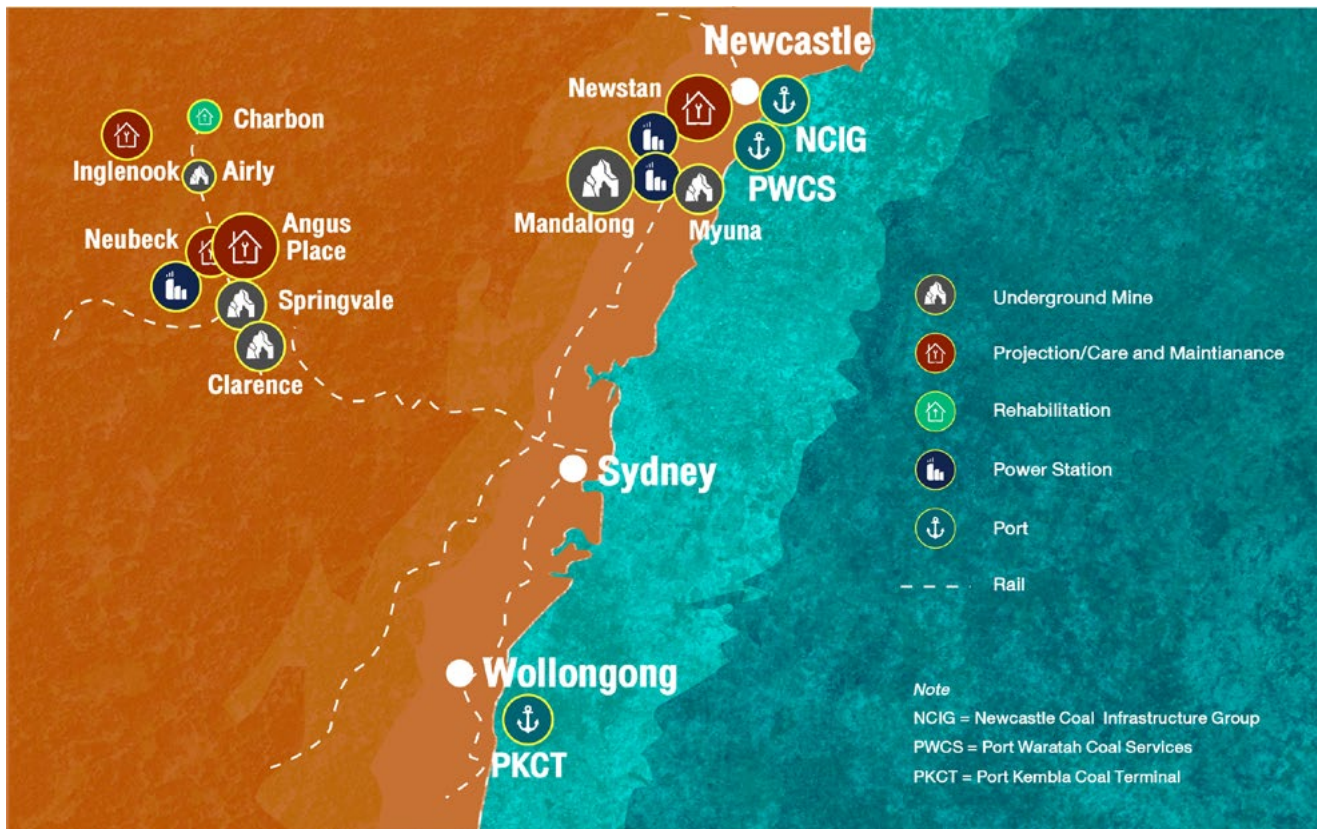 Newcastle
Newstan
NCIG
PWCS
Charbon
Inglenook
Airly
Mandalong
Myuna
Neubeck
Angus
Place
Springvale
Clarence
Sydney
Wollongong
PKCT
Underground Mine
Projection/Care and Maintianance
Rehabilitation
Power Station
Port
Rail
Note
NCIG = Newcastle Coal Infrastructure Group
PWCS = Port Waratah Coal Services
PKCT = Port Kembla Coal Terminal